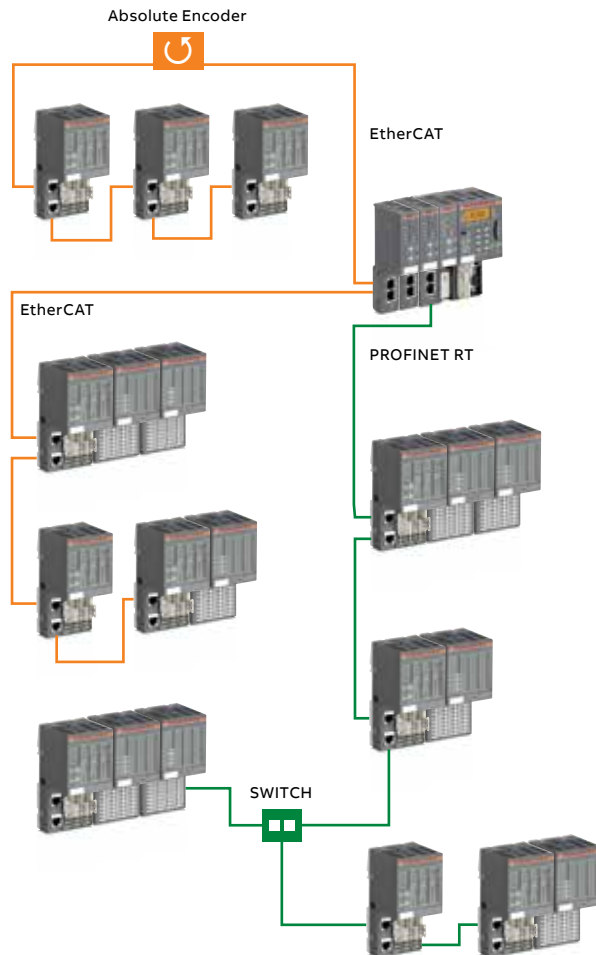 Absolute Encoder
EtherCAT
EtherCAT
PROFINET RT
SWITCH